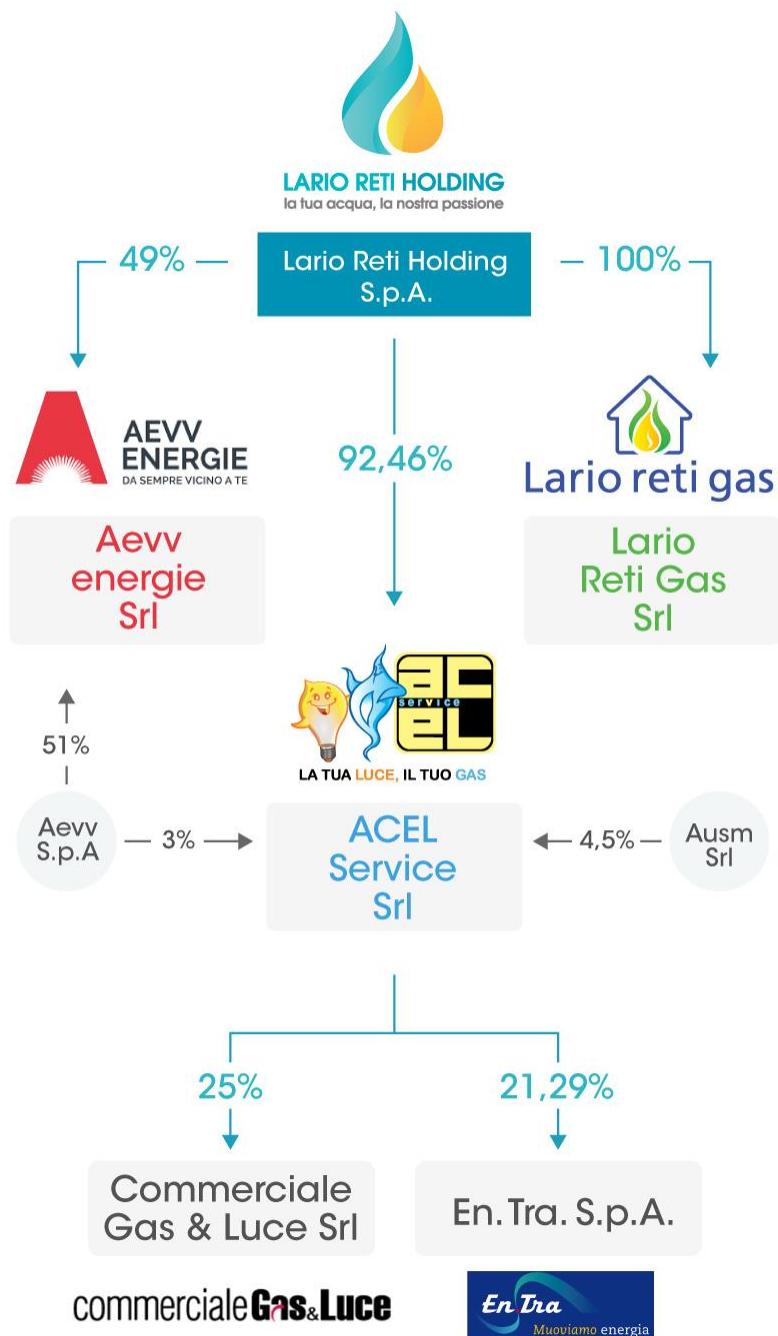 LARIO RETI HOLDING
la tua acqua, la nostra passione
Lario Reti Holding
S.p.A.
49%
100%
92,46%
AEVV
ENERGIE
DA SEMPRE VICINO A TE
Lario reti gas
Aevv
energie
Srl
Lario
Reti Gas
Srl
acel
service
LA TUA LUCE, IL TUO GAS
51%
Aevv
S.p.A
3%
ACEL
Service
Srl
4,5%
Ausm
Srl
25%
21,29%
Commerciale
Gas & Luce Srl
En. Tra. S.p.A.
commerciale Gas&Luce
En Tra
Muoviamo energia